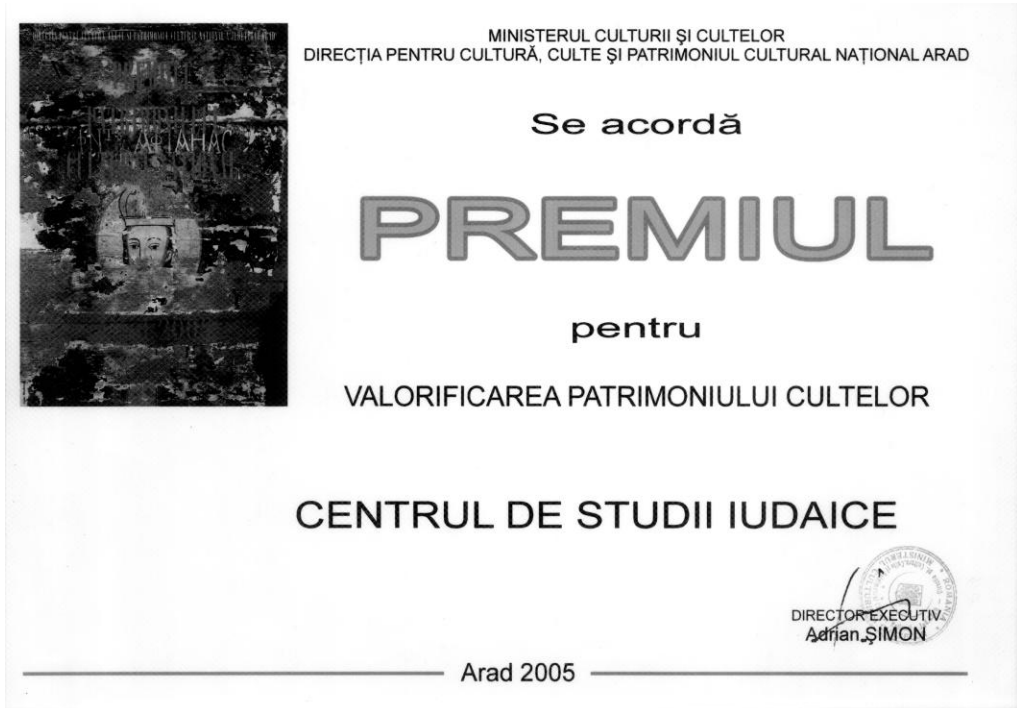 MINISTERUL CULTURII ŞI CULTELOR
DIRECŢIA PENTRU CULTURĂ, CULTE ŞI PATRIMONIUL CULTURAL NAŢIONAL ARAD
Se acordă
PREMIUL
pentru
VALORIFICAREA PATRIMONIULUI CULTELOR
CENTRUL DE STUDII IUDAICE
DIRECTOR EXECUTIV
Adrian ŞIMON
Arad 2005